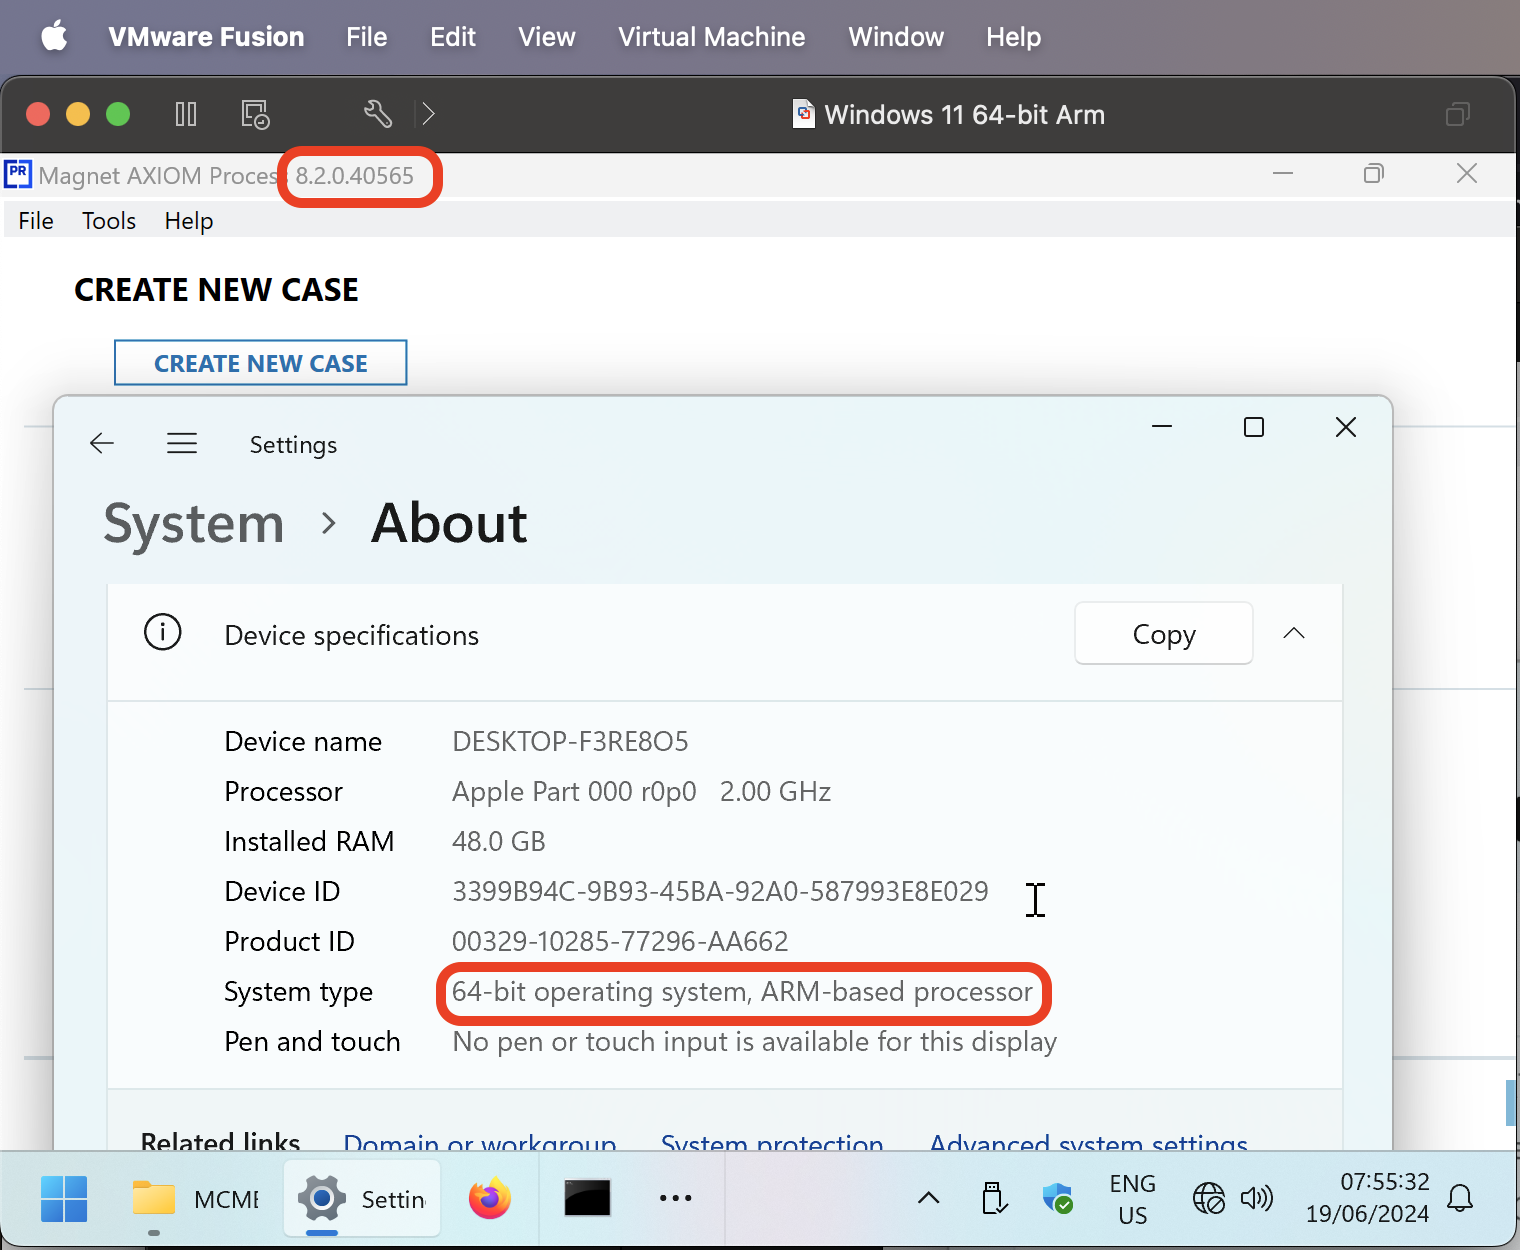 VMware Fusion File Edit View Virtual Machine Window Help
Windows 11 64-bit Arm
PR Magnet AXIOM Proces 8.2.0.40565
File Tools Help
CREATE NEW CASE
CREATE NEW CASE
Settings
System > About
Device specifications Copy
Device name DESKTOP-F3RE8O5
Processor Apple Part 000 r0p0 2.00 GHz
Installed RAM 48.0 GB
Device ID 3399B94C-9B93-45BA-92A0-587993E8E029
Product ID 00329-10285-77296-AA662
System type 64-bit operating system, ARM-based processor
Pen and touch No pen or touch input is available for this display
Related links Domain or workgroup System protection Advanced system settings
MCME Settin ENG US 07:55:32
19/06/2024